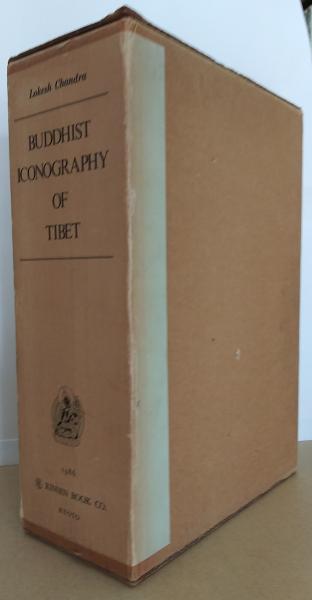 Lokesh Chandra
BUDDHIST
ICONOGRAPHY
OF
TIBET
1986
RINSEN BOOK CO.
KYOTO